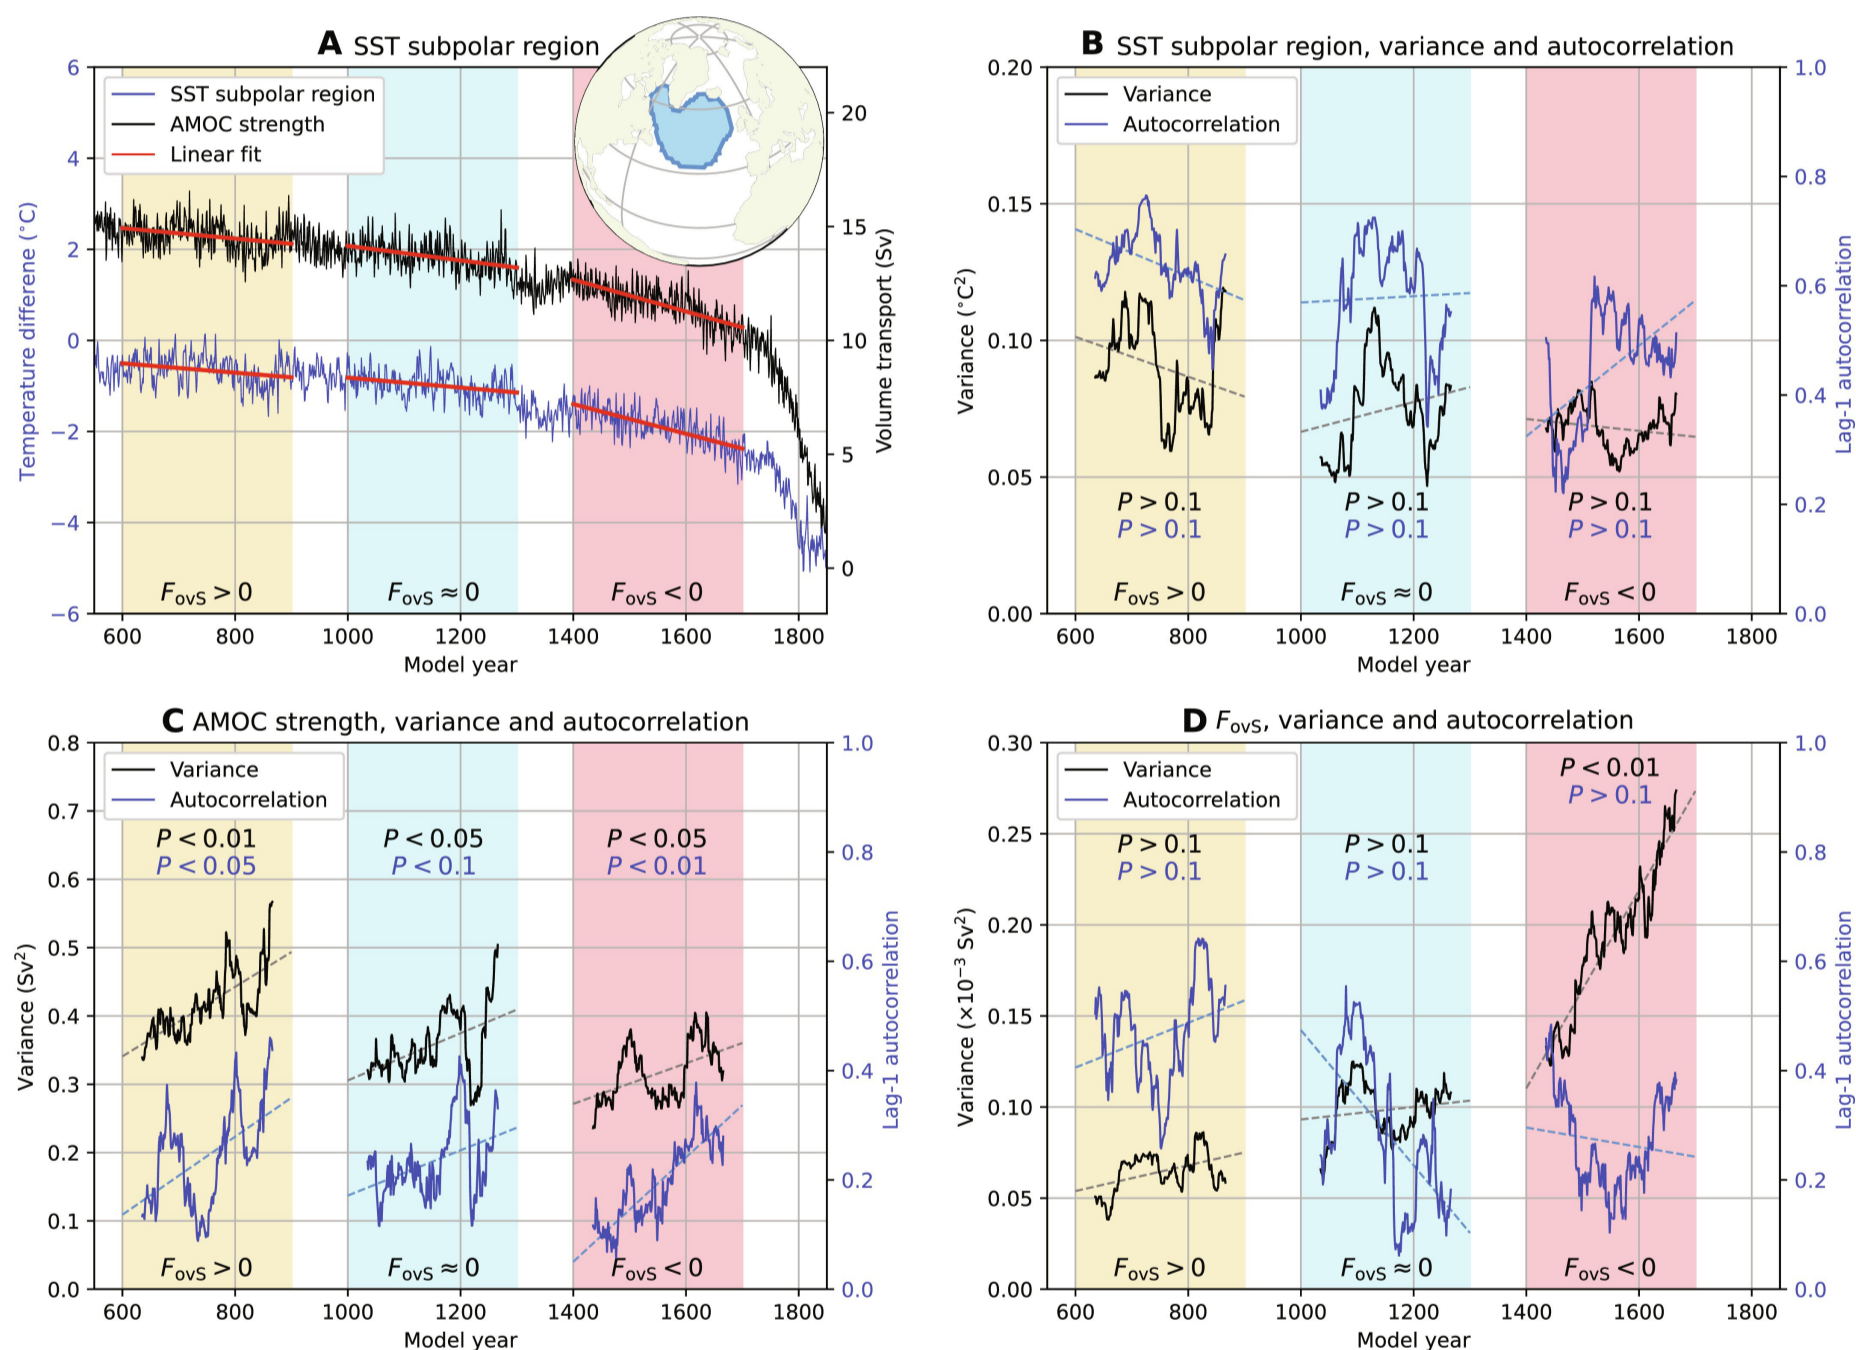 A SST subpolar region
SST subpolar region
AMOC strength
Linear fit
6
4
2
0
−2
−4
−6
Temperature differene (°C)
20
15
10
5
0
Volume transport (Sv)
F_ovS > 0
F_ovS ≈ 0
F_ovS < 0
600 800 1000 1200 1400 1600 1800
Model year
B SST subpolar region, variance and autocorrelation
Variance
Autocorrelation
0.20
0.15
0.10
0.05
0.00
Variance (°C²)
1.0
0.8
0.6
0.4
0.2
0.0
Lag-1 autocorrelation
P > 0.1
P > 0.1
P > 0.1
P > 0.1
P > 0.1
P > 0.1
F_ovS > 0
F_ovS ≈ 0
F_ovS < 0
600 800 1000 1200 1400 1600 1800
Model year
C AMOC strength, variance and autocorrelation
Variance
Autocorrelation
0.8
0.7
0.6
0.5
0.4
0.3
0.2
0.1
0.0
Variance (Sv²)
1.0
0.8
0.6
0.4
0.2
0.0
Lag-1 autocorrelation
P < 0.01
P < 0.05
P < 0.05
P < 0.1
P < 0.05
P < 0.01
F_ovS > 0
F_ovS ≈ 0
F_ovS < 0
600 800 1000 1200 1400 1600 1800
Model year
D F_ovS, variance and autocorrelation
Variance
Autocorrelation
0.30
0.25
0.20
0.15
0.10
0.05
0.00
Variance (×10⁻³ Sv²)
1.0
0.8
0.6
0.4
0.2
0.0
Lag-1 autocorrelation
P > 0.1
P > 0.1
P > 0.1
P > 0.1
P < 0.01
P > 0.1
F_ovS > 0
F_ovS ≈ 0
F_ovS < 0
600 800 1000 1200 1400 1600 1800
Model year